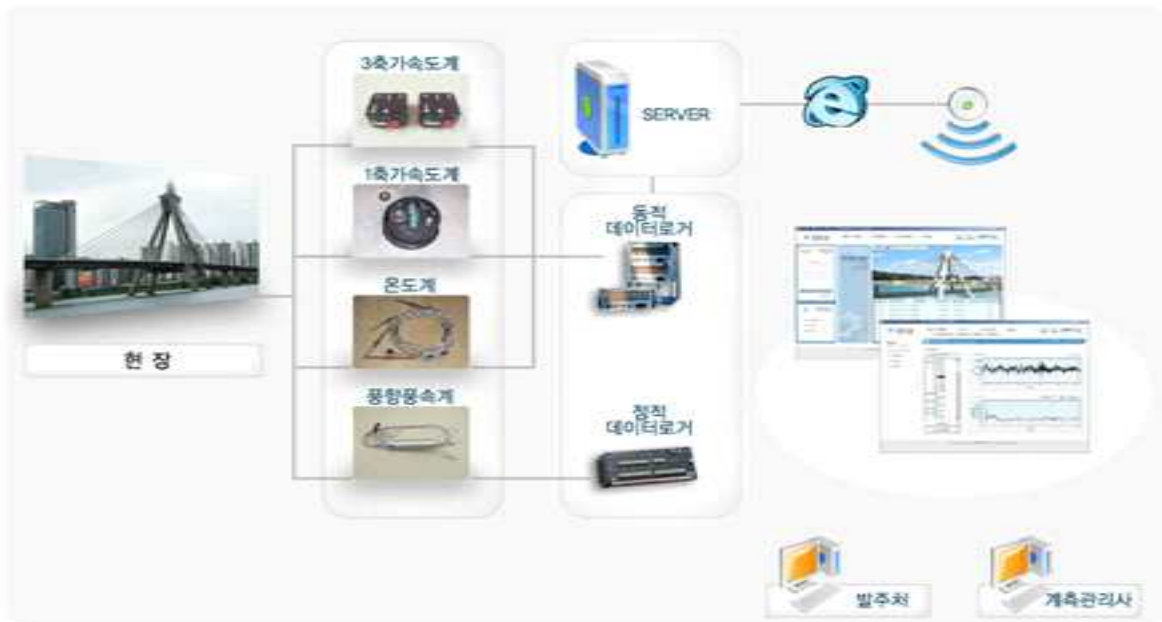 3축가속도계
1축가속도계
온도계
풍향풍속계
현 장
SERVER
동적
데이터로거
정적
데이터로거
발주처
계측관리사